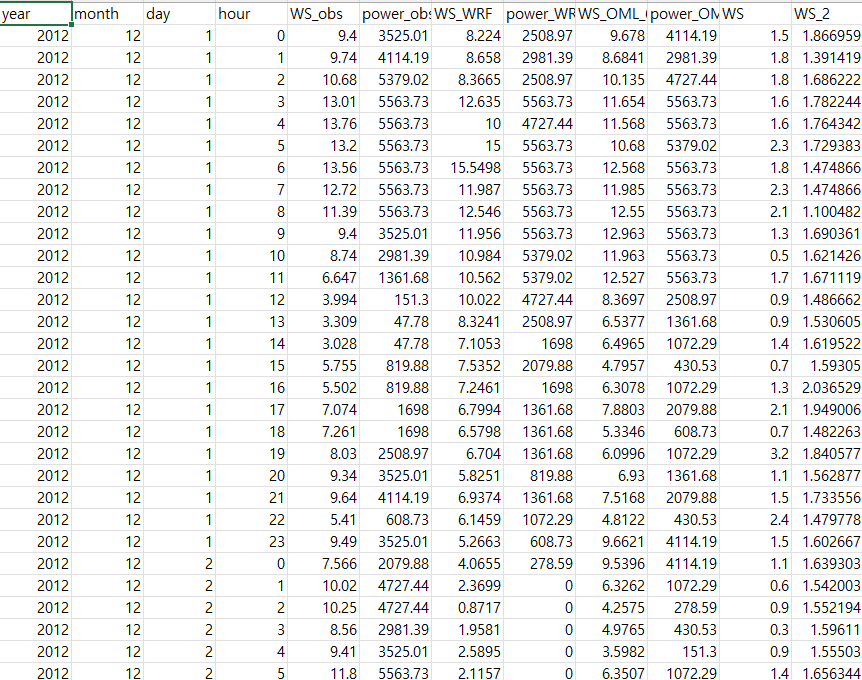 year month day hour WS_obs power_obs WS_WRF power_WR WS_OML_ power_OM WS WS_2
2012 12 1 0 9.4 3525.01 8.224 2508.97 9.678 4114.19 1.5 1.866959
2012 12 1 1 9.74 4114.19 8.658 2981.39 8.6841 2981.39 1.8 1.391419
2012 12 1 2 10.68 5379.02 8.3665 2508.97 10.135 4727.44 1.8 1.686222
2012 12 1 3 13.01 5563.73 12.635 5563.73 11.654 5563.73 1.6 1.782244
2012 12 1 4 13.76 5563.73 10 4727.44 11.568 5563.73 1.6 1.764342
2012 12 1 5 13.2 5563.73 15 5563.73 10.68 5379.02 2.3 1.729383
2012 12 1 6 13.56 5563.73 15.5498 5563.73 12.568 5563.73 1.8 1.474866
2012 12 1 7 12.72 5563.73 11.987 5563.73 11.985 5563.73 2.3 1.474866
2012 12 1 8 11.39 5563.73 12.546 5563.73 12.55 5563.73 2.1 1.100482
2012 12 1 9 9.4 3525.01 11.956 5563.73 12.963 5563.73 1.3 1.690361
2012 12 1 10 8.74 2981.39 10.984 5379.02 11.963 5563.73 0.5 1.621426
2012 12 1 11 6.647 1361.68 10.562 5379.02 12.527 5563.73 1.7 1.671119
2012 12 1 12 3.994 151.3 10.022 4727.44 8.3697 2508.97 0.9 1.486662
2012 12 1 13 3.309 47.78 8.3241 2508.97 6.5377 1361.68 0.9 1.530605
2012 12 1 14 3.028 47.78 7.1053 1698 6.4965 1072.29 1.4 1.619522
2012 12 1 15 5.755 819.88 7.5352 2079.88 4.7957 430.53 0.7 1.59305
2012 12 1 16 5.502 819.88 7.2461 1698 6.3078 1072.29 1.3 2.036529
2012 12 1 17 7.074 1698 6.7994 1361.68 7.8803 2079.88 2.1 1.949006
2012 12 1 18 7.261 1698 6.5798 1361.68 5.3346 608.73 0.7 1.482263
2012 12 1 19 8.03 2508.97 6.704 1361.68 6.0996 1072.29 3.2 1.840577
2012 12 1 20 9.34 3525.01 5.8251 819.88 6.93 1361.68 1.1 1.562877
2012 12 1 21 9.64 4114.19 6.9374 1361.68 7.5168 2079.88 1.5 1.733556
2012 12 1 22 5.41 608.73 6.1459 1072.29 4.8122 430.53 2.4 1.479778
2012 12 1 23 9.49 3525.01 5.2663 608.73 9.6621 4114.19 1.5 1.602667
2012 12 2 0 7.566 2079.88 4.0655 278.59 9.5396 4114.19 1.1 1.639303
2012 12 2 1 10.02 4727.44 2.3699 0 6.3262 1072.29 0.6 1.542003
2012 12 2 2 10.25 4727.44 0.8717 0 4.2575 278.59 0.9 1.552194
2012 12 2 3 8.56 2981.39 1.9581 0 4.9765 430.53 0.3 1.59611
2012 12 2 4 9.41 3525.01 2.5895 0 3.5982 151.3 0.9 1.55503
2012 12 2 5 11.8 5563.73 2.1157 0 6.3507 1072.29 1.4 1.656344